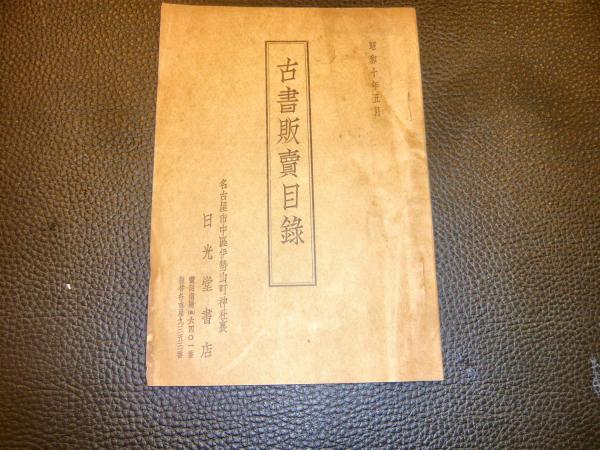 昭和十年五月
古書販賣目錄
名古屋市中區伊勢山町神社裏
日光堂書店